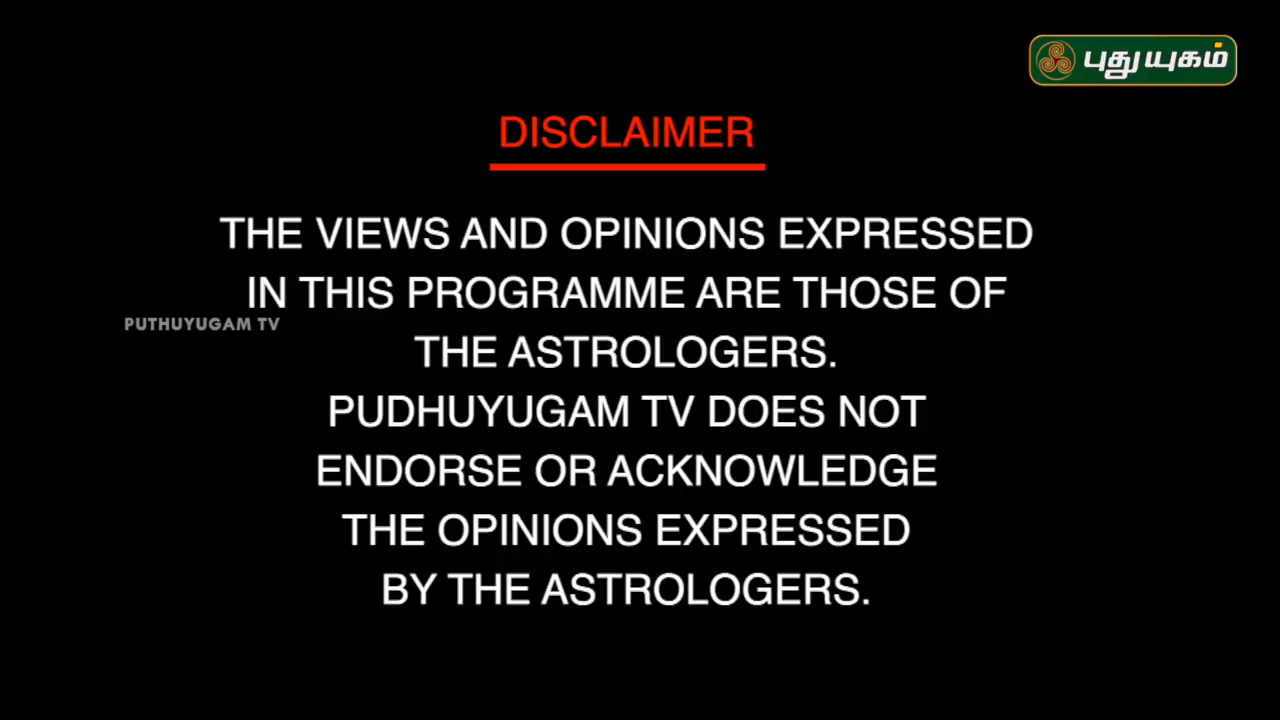 புதுயுகம்
DISCLAIMER
THE VIEWS AND OPINIONS EXPRESSED
IN THIS PROGRAMME ARE THOSE OF
PUTHUYUGAM TV
THE ASTROLOGERS.
PUDHUYUGAM TV DOES NOT
ENDORSE OR ACKNOWLEDGE
THE OPINIONS EXPRESSED
BY THE ASTROLOGERS.